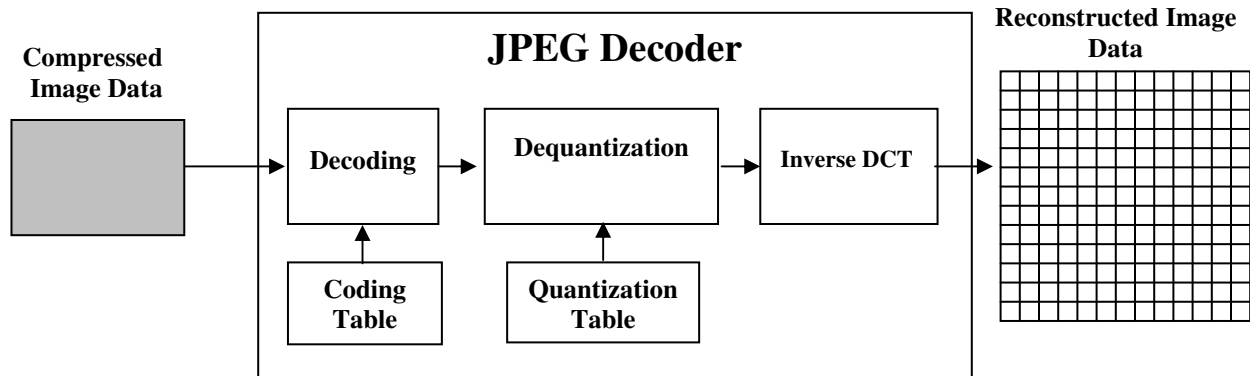 Compressed
Image Data
JPEG Decoder
Reconstructed Image
Data
Decoding
Dequantization
Inverse DCT
Coding
Table
Quantization
Table